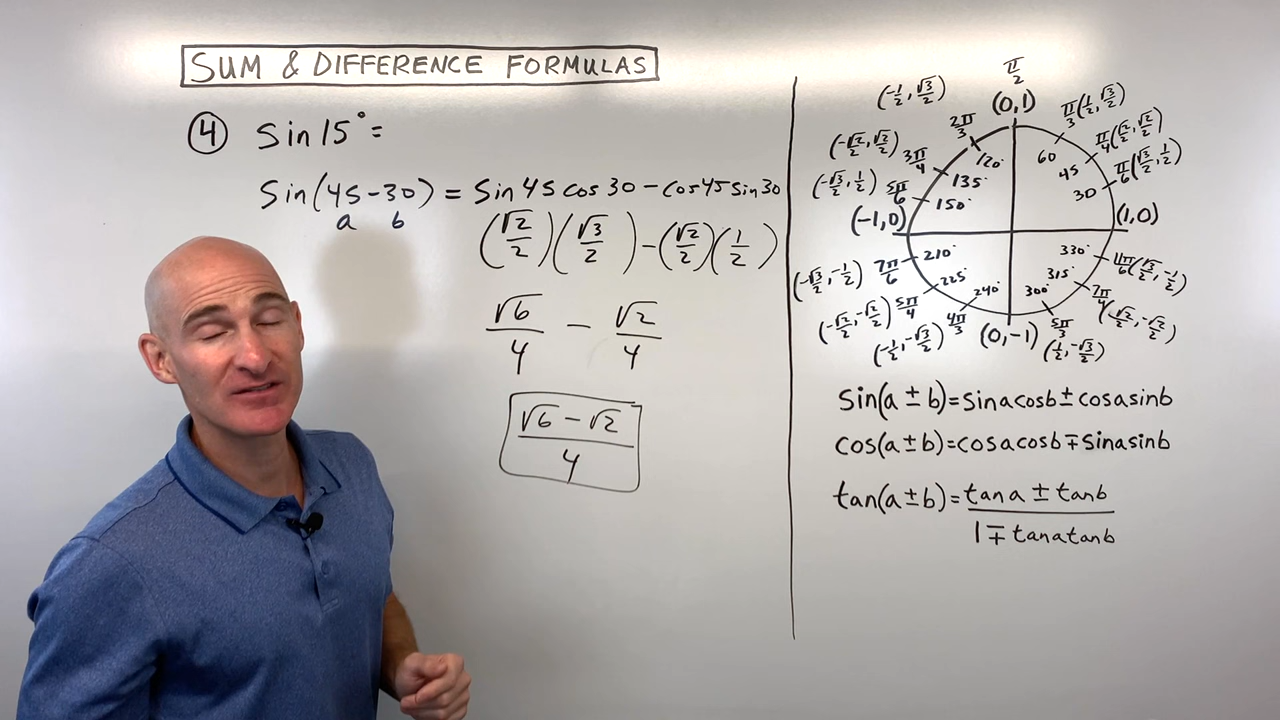 SUM & DIFFERENCE FORMULAS
④ Sin 15° =
Sin(45-30) = Sin 45 cos 30 - cos 45 sin 30
a b
(√2/2)(√3/2) - (√2/2)(1/2)
√6/4 - √2/4
(√6 - √2)/4
π/2
(0,1)
π/3 (1/2, √3/2)
π/4 (√2/2, √2/2)
π/6 (√3/2, 1/2)
60
45
30
(1,0)
(-1/2, √3/2)
2π/3
120°
(-√2/2, √2/2)
3π/4
135°
(-√3/2, 1/2)
5π/6
150°
(-1,0)
(-√3/2, -1/2)
7π/6
210°
(-√2/2, -√2/2)
5π/4
225°
(-1/2, -√3/2)
4π/3
240°
(0,-1)
300°
5π/3
(1/2, -√3/2)
315°
7π/4
330°
11π/6 (√3/2, -1/2)
Sin(a ± b) = Sin a cos b ± cos a sin b
cos(a ± b) = cos a cos b ∓ sin a sin b
tan(a ± b) = (tan a ± tan b)/(1 ∓ tan a tan b)